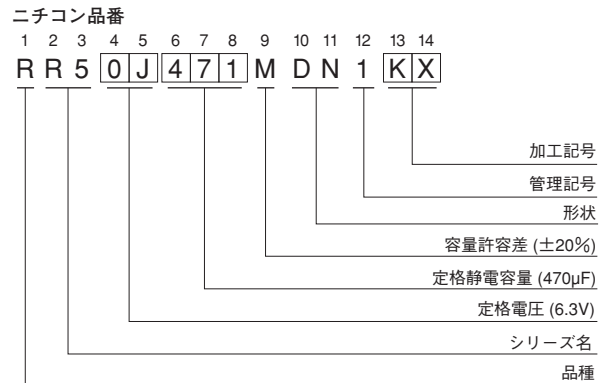 ニチコン品番
1 2 3 4 5 6 7 8 9 10 11 12 13 14
R R 5 0 J 4 7 1 M D N 1 K X
加工記号
管理記号
形状
容量許容差 (±20%)
定格静電容量 (470µF)
定格電圧 (6.3V)
シリーズ名
品種